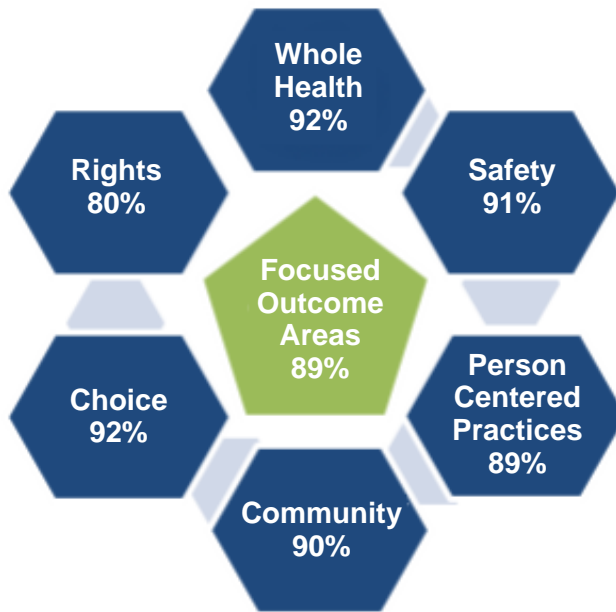 Whole
Health
92%
Safety
91%
Person
Centered
Practices
89%
Community
90%
Choice
92%
Rights
80%
Focused
Outcome
Areas
89%